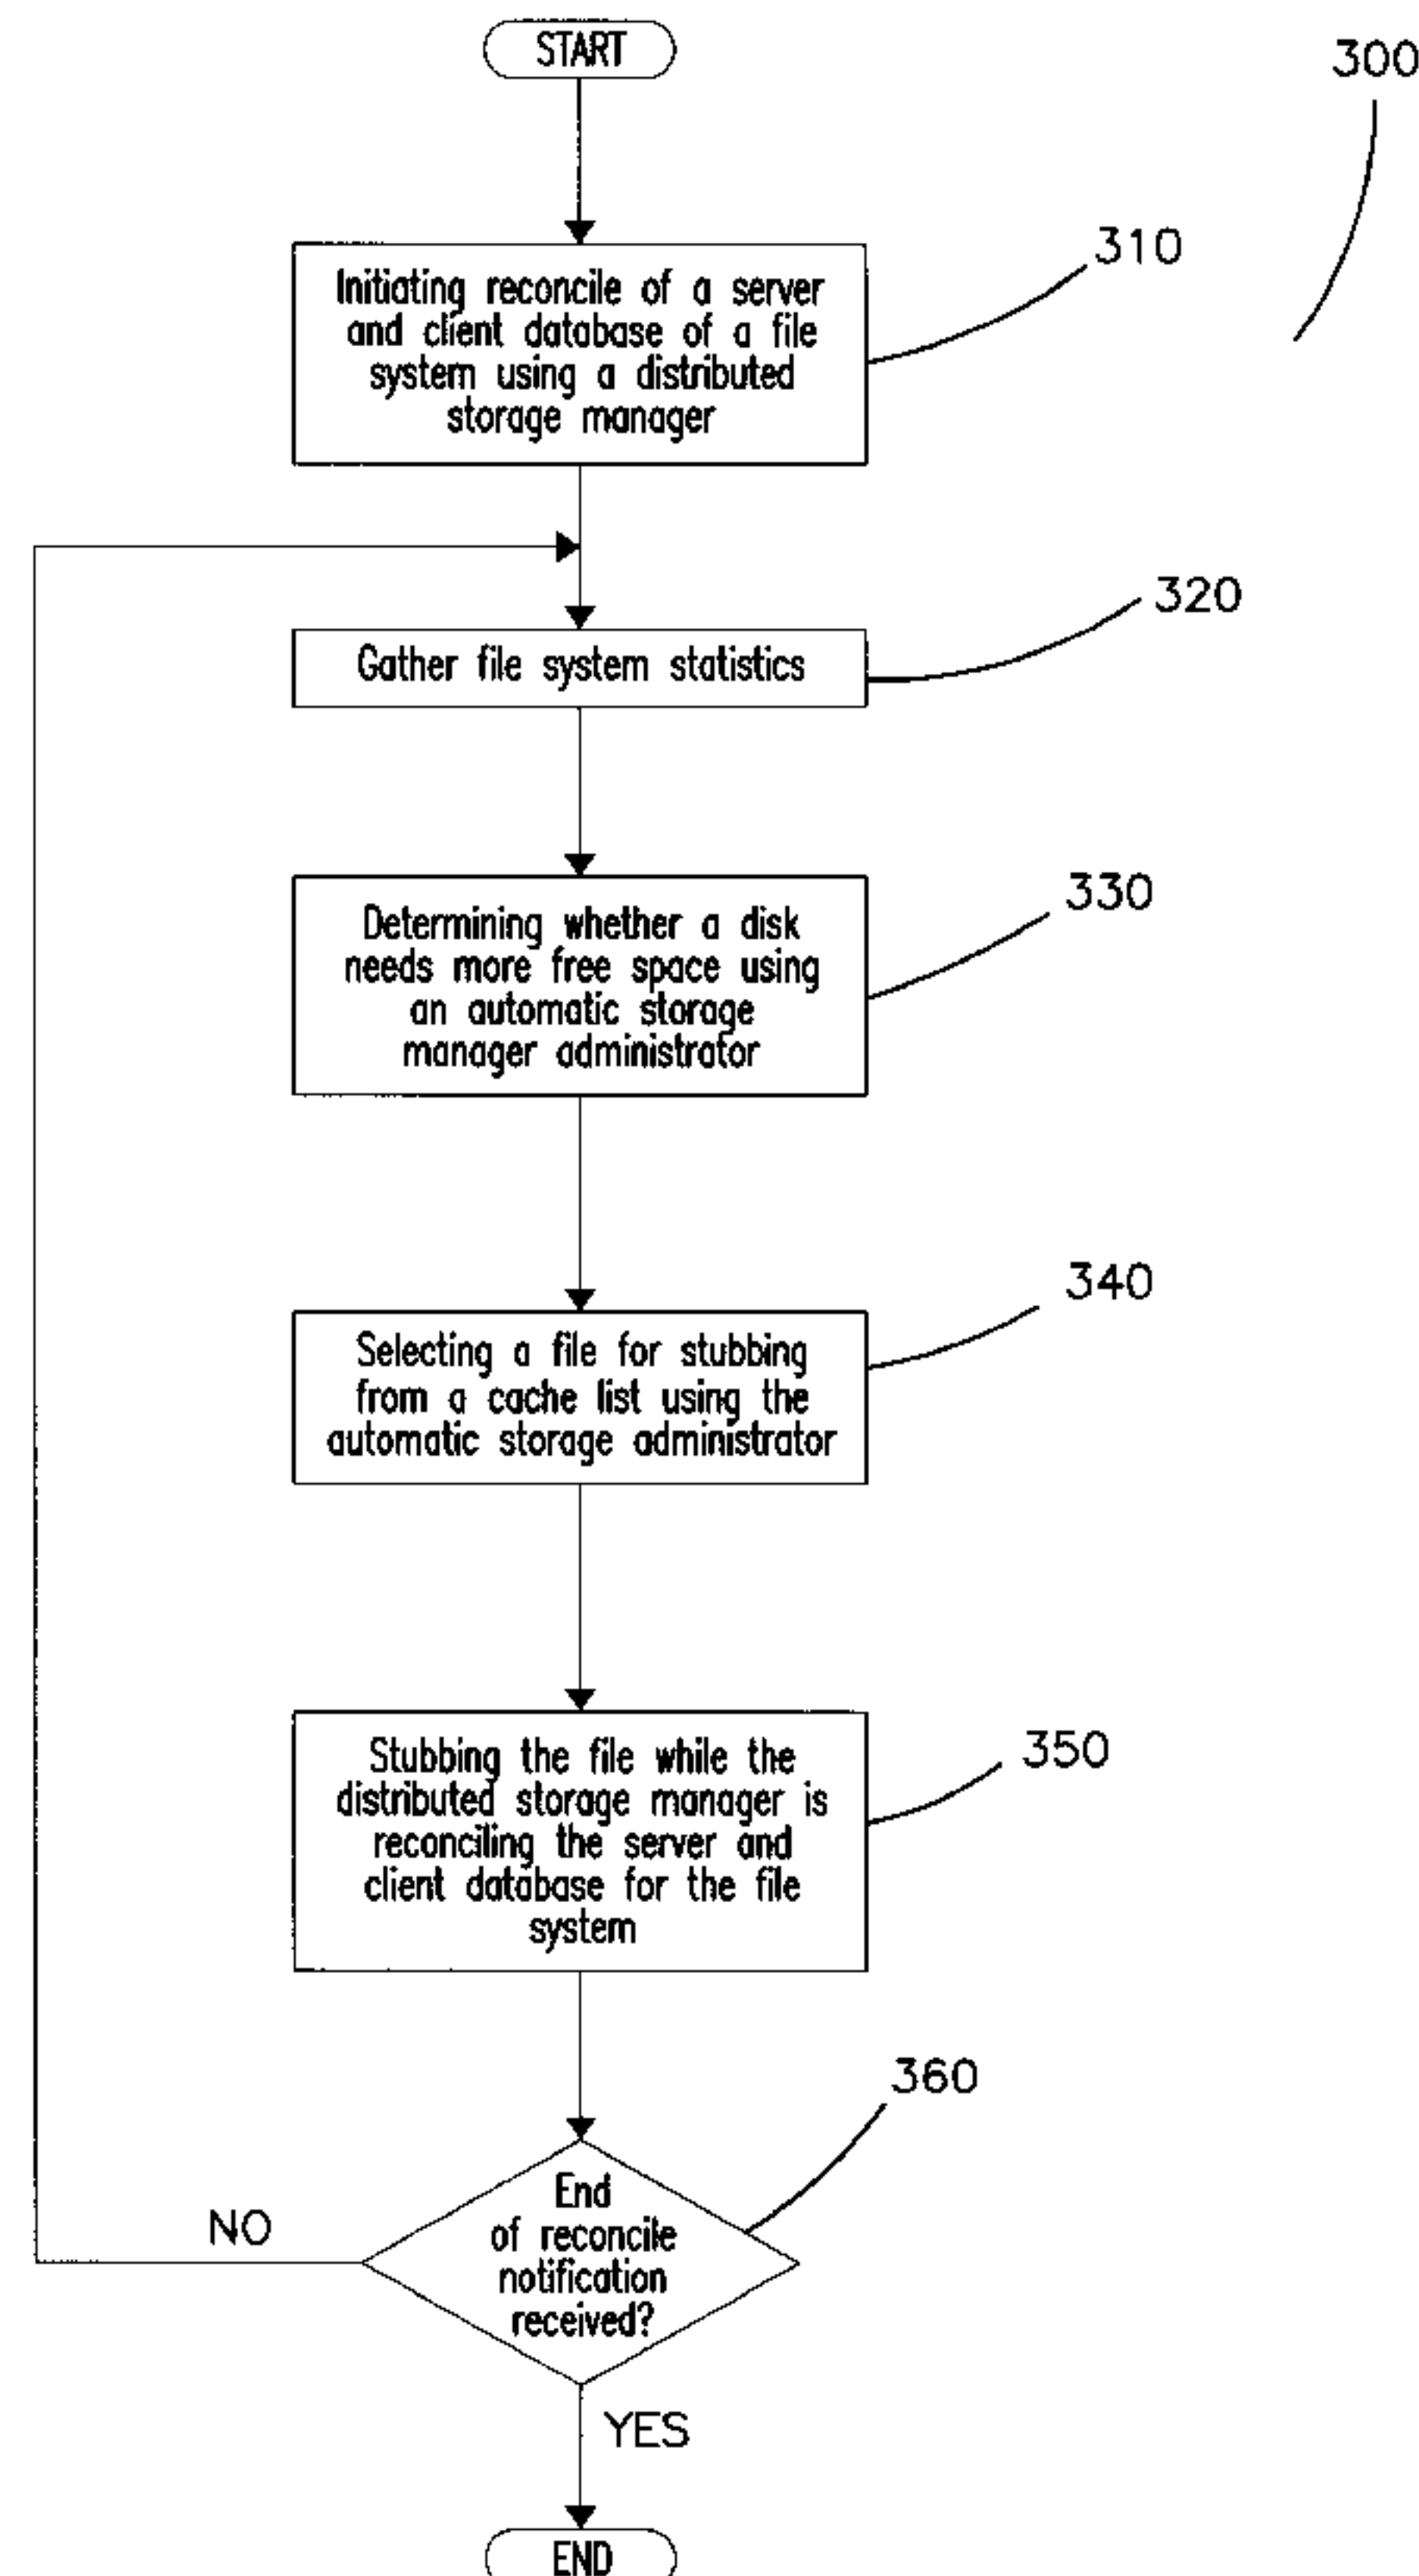 START
300
310
Initiating reconcile of a server
and client database of a file
system using a distributed
storage manager
320
Gather file system statistics
330
Determining whether a disk
needs more free space using
an automatic storage
manager administrator
340
Selecting a file for stubbing
from a cache list using the
automatic storage administrator
350
Stubbing the file while the
distributed storage manager is
reconciling the server and
client database for the file
system
360
End
of reconcile
notification
received?
NO
YES
END